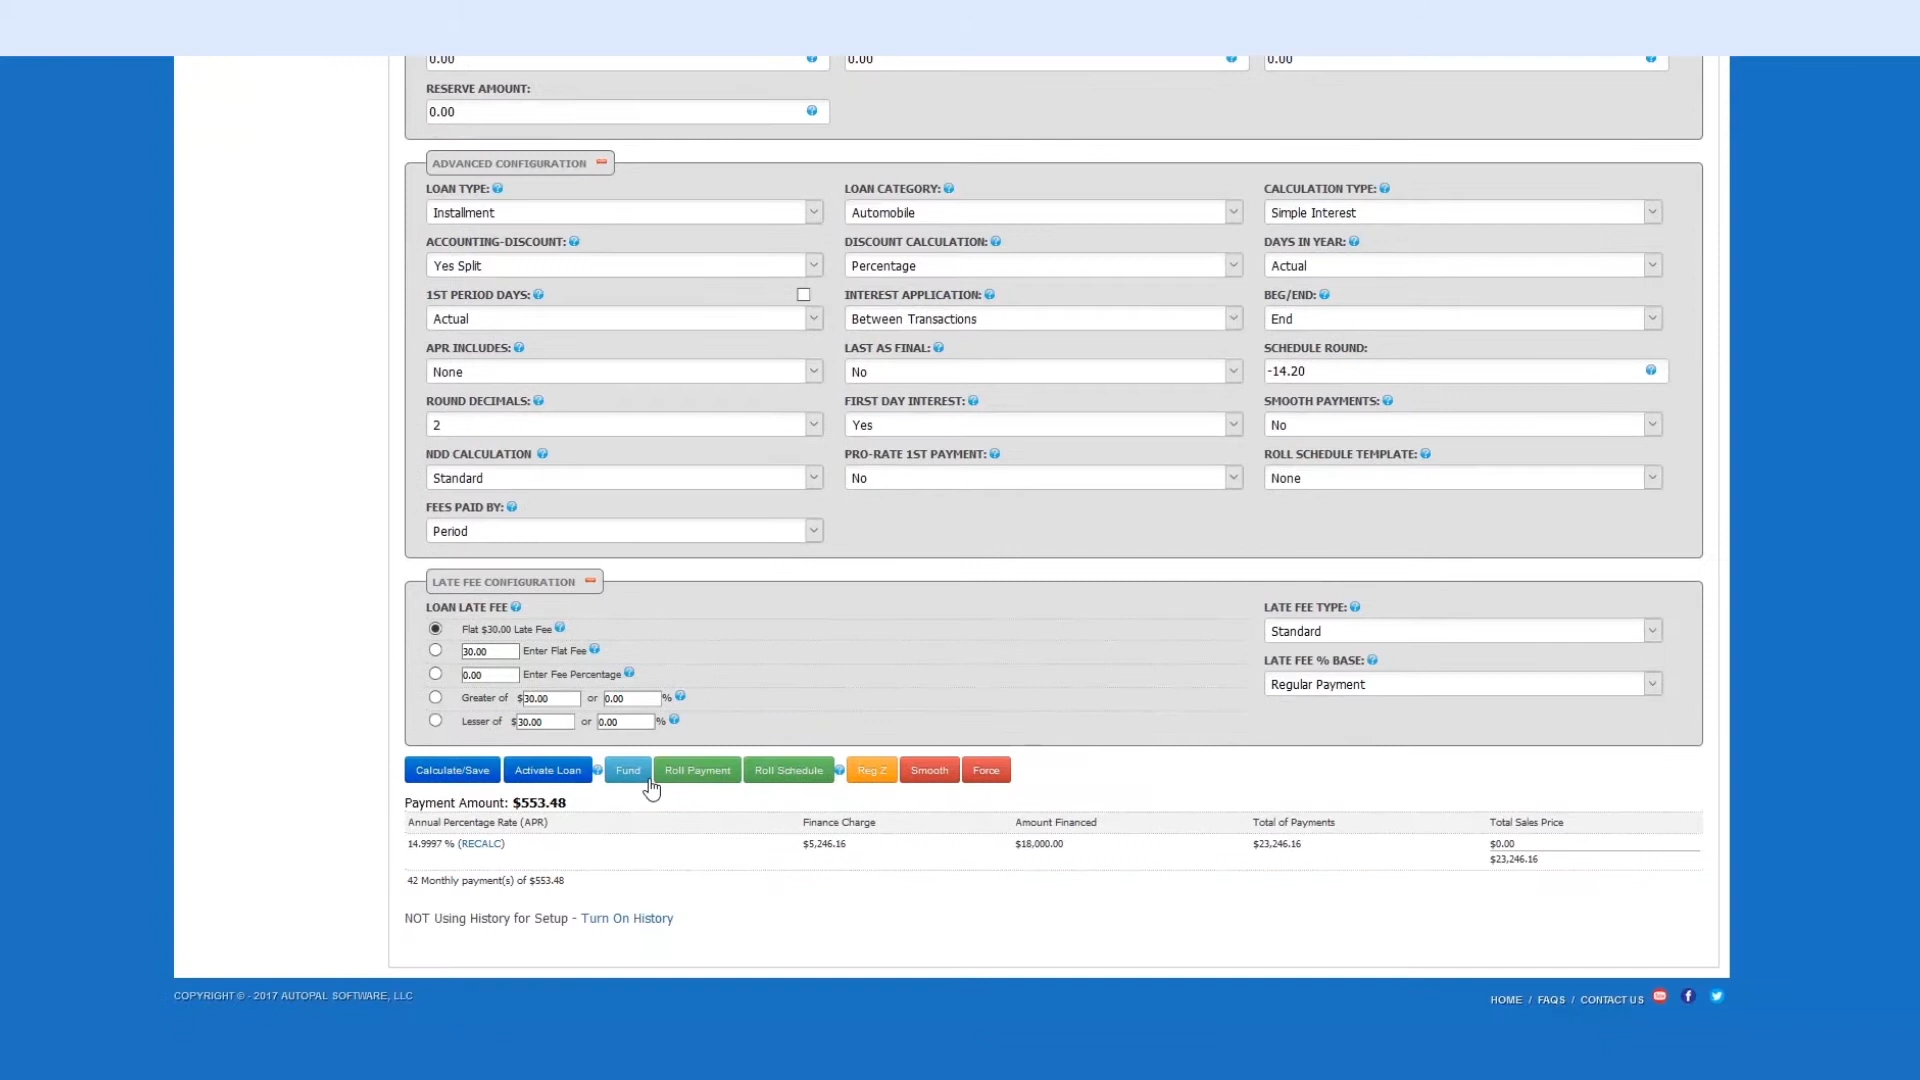 0.00 0.00 0.00
RESERVE AMOUNT:
0.00
ADVANCED CONFIGURATION
LOAN TYPE: LOAN CATEGORY: CALCULATION TYPE:
Installment Automobile Simple Interest
ACCOUNTING-DISCOUNT: DISCOUNT CALCULATION: DAYS IN YEAR:
Yes Split Percentage Actual
1ST PERIOD DAYS: INTEREST APPLICATION: BEG/END:
Actual Between Transactions End
APR INCLUDES: LAST AS FINAL: SCHEDULE ROUND:
None No -14.20
ROUND DECIMALS: FIRST DAY INTEREST: SMOOTH PAYMENTS:
2 Yes No
NDD CALCULATION PRO-RATE 1ST PAYMENT: ROLL SCHEDULE TEMPLATE:
Standard No None
FEES PAID BY:
Period
LATE FEE CONFIGURATION
LOAN LATE FEE LATE FEE TYPE:
Flat $30.00 Late Fee Standard
30.00 Enter Flat Fee LATE FEE % BASE:
0.00 Enter Fee Percentage Regular Payment
Greater of $30.00 or 0.00 %
Lesser of $30.00 or 0.00 %
Calculate/Save Activate Loan Fund Roll Payment Roll Schedule Reg Z Smooth Force
Payment Amount: $553.48
Annual Percentage Rate (APR) Finance Charge Amount Financed Total of Payments Total Sales Price
14.9997 % (RECALC) $5,246.16 $18,000.00 $23,246.16 $0.00
$23,246.16
42 Monthly payment(s) of $553.48
NOT Using History for Setup - Turn On History
COPYRIGHT © - 2017 AUTOPAL SOFTWARE, LLC HOME / FAQS / CONTACT US